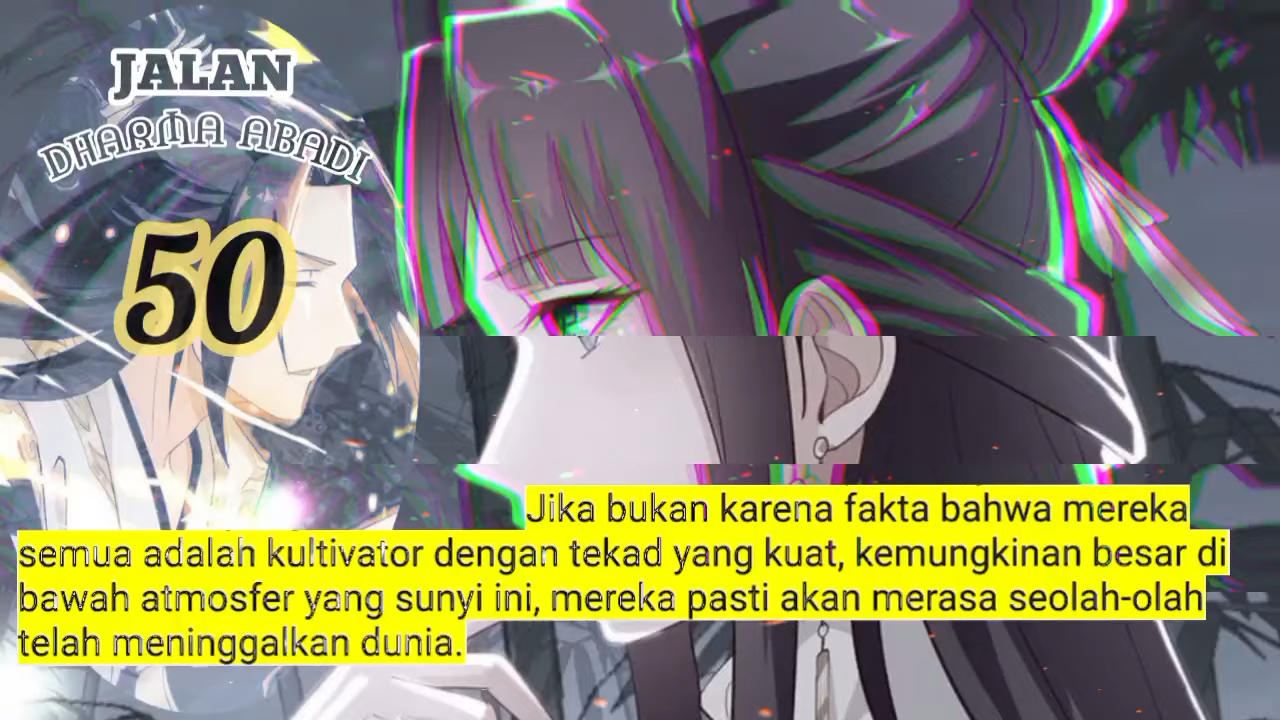 JALAN
DHARMA ABADI
50
Jika bukan karena fakta bahwa mereka
semua adalah kultivator dengan tekad yang kuat, kemungkinan besar di
bawah atmosfer yang sunyi ini, mereka pasti akan merasa seolah-olah
telah meninggalkan dunia.